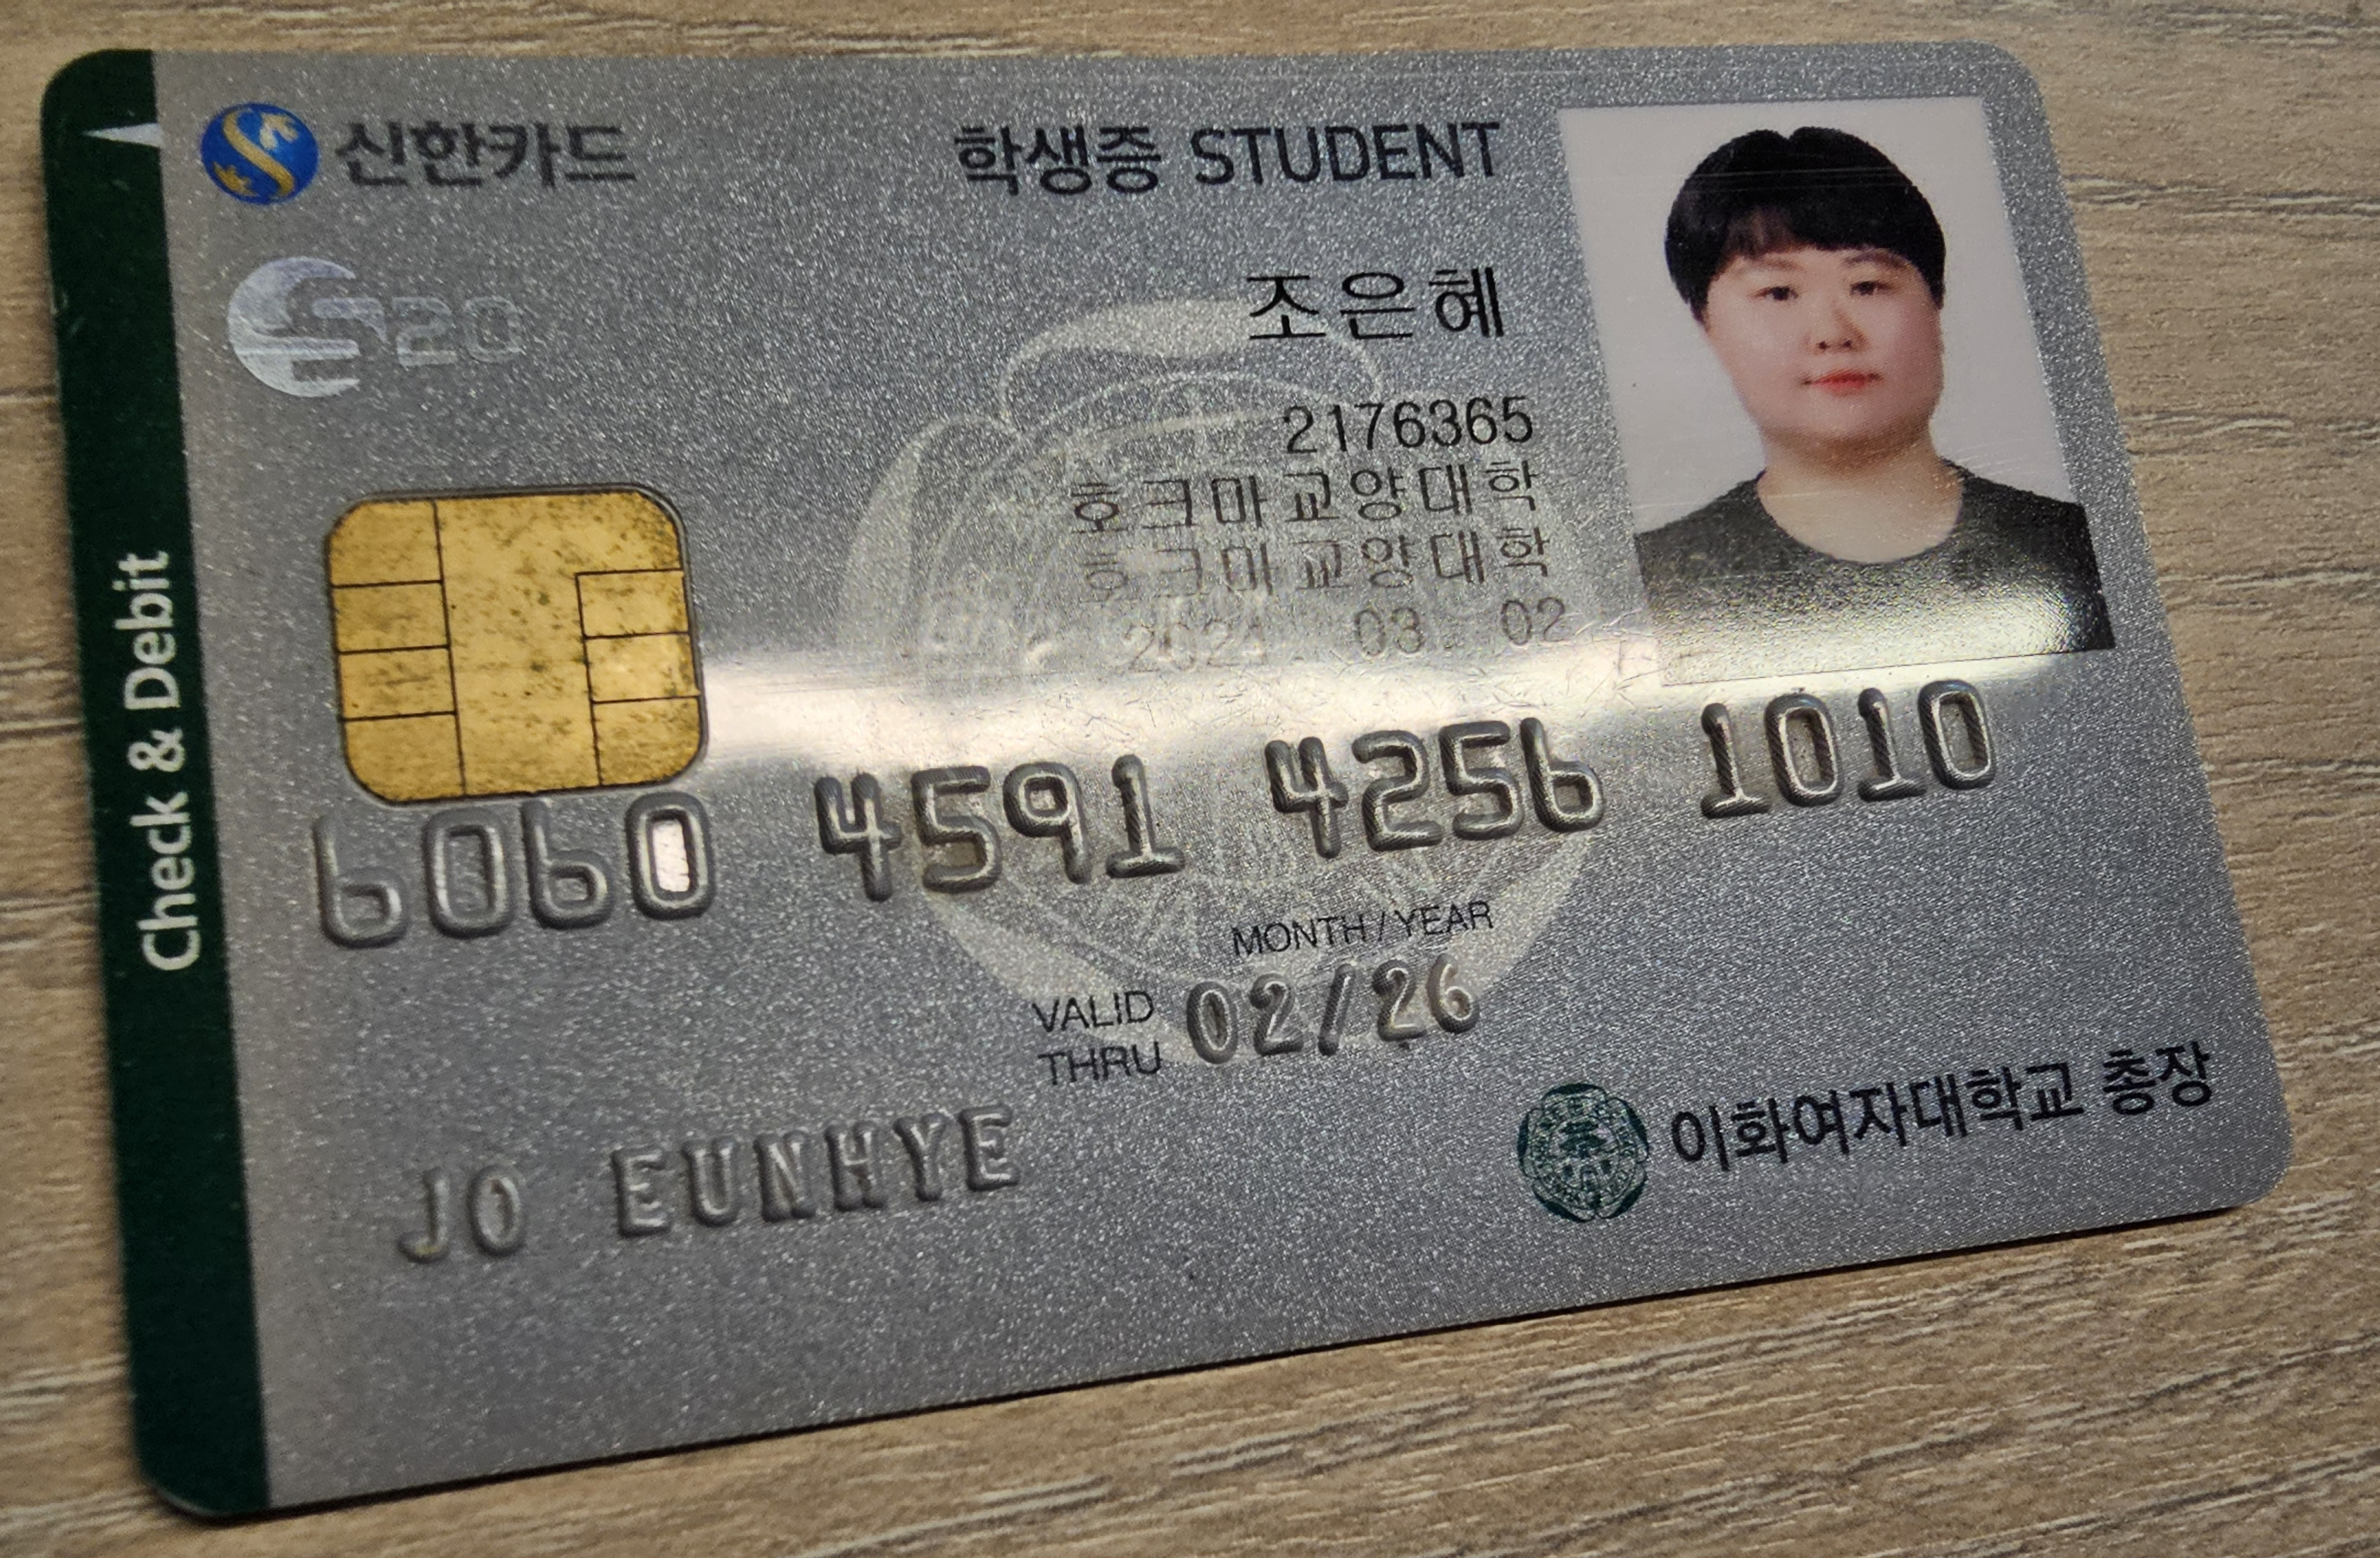 신한카드
학생증 STUDENT
S20
조은혜
2176365
호크마교양대학
호크마교양대학
2021 03 02
Check & Debit
6060 4591 4256 1010
MONTH / YEAR
VALID THRU 02/26
JO EUNHYE
이화여자대학교 총장